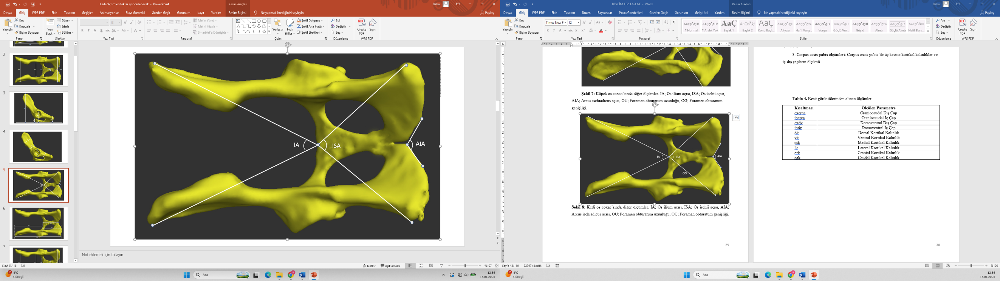 Kedi ölçümleri tekrar güncellenecek - PowerPoint
Resim Araçları
Bahri
Dosya Giriş WPS PDF Ekle Tasarım Geçişler Animasyonlar Slayt Gösterisi Gözden Geçir Kayıt Görünüm Yardım Resim Biçimi Ne yapmak istediğinizi söyleyin Paylaş
Yapıştır
Kes
Kopyala
Biçim Boyacısı
Pano
Yeni Slayt
Düzen
Sıfırla
Bölüm
Slaytlar
18
Yazı Tipi
Metin Yönü
Metni Hizala
SmartArt'a Dönüştür
Paragraf
Yerleştir
Hızlı Stiller
Şekil Dolgusu
Şekil Ana Hattı
Şekil Efektleri
Çizim
Bul
Değiştir
Seç
Düzenleme
Create PDF
Sign
WPS PDF
2
3
4
5
6
7
IA
ISA
AIA
Not eklemek için tıklayın
Slayt 5 / 16
Notlar
Açıklamalar
%107
4°C
Güneşli
Ara
12:36
13.01.2026
BEVCİM TEZ TASLAK - Word
Resim Araçları
Bahri
Dosya Giriş WPS PDF Ekle Tasarım Düzen Başvurular Posta Gönderileri Gözden Geçir Görünüm Geliştirici Yardım Resim Biçimi Ne yapmak istediğinizi söyleyin Paylaş
Yapıştır
Kes
Kopyala
Biçim Boyacısı
Pano
Times New F 12
Yazı Tipi
Paragraf
¶ Normal
¶ Aralık Yok
Başlık 1
Başlık 2
Konu Başlı...
Altyazı
Hafif Vurg...
Vurgu
Güçlü Vur...
Güçlü
Alıntı
Güçlü Alıntı
Hafif Başv...
Stiller
Ara
Değiştir
Seç
Düzenleme
Create PDF
Sign
WPS PDF
Şekil 7: Köpek os coxae'sında diğer ölçümler. IA; Os ilium açısı, ISA; Os ischii açısı,
AIA; Arcus ischıadicus açısı, OU; Foramen obturatum uzunluğu, OG; Foramen obturatum
genişliği.
IA
ISA
AIA
OG
Şekil 8: Kedi os coxae'sında diğer ölçümler. IA; Os ilium açısı, ISA; Os ischii açısı, AIA;
Arcus ischıadicus açısı, OU; Foramen obturatum uzunluğu, OG; Foramen obturatum genişliği.
29
3. Corpus ossis pubis ölçümleri: Corpus ossis pubis'de üç kesitte kortikal kalınlıklar ve
iç-dış çapların ölçümü.
Tablo 4. Kesit görüntülerinden alınan ölçümler.
Kısaltması Ölçülen Parametre
excrca Craniocaudal Dış Çap
incrca Craniocaudal İç Çap
exdv Dorsoventral Dış Çap
indv Dorsoventral İç Çap
dk Dorsal Kortikal Kalınlık
vk Ventral Kortikal Kalınlık
mk Medial Kortikal Kalınlık
lk Lateral Kortikal Kalınlık
crk Cranial Kortikal Kalınlık
cak Caudal Kortikal Kalınlık
30
Sayfa 43/110
22797 sözcük
%100
4°C
Güneşli
Ara
12:36
13.01.2026